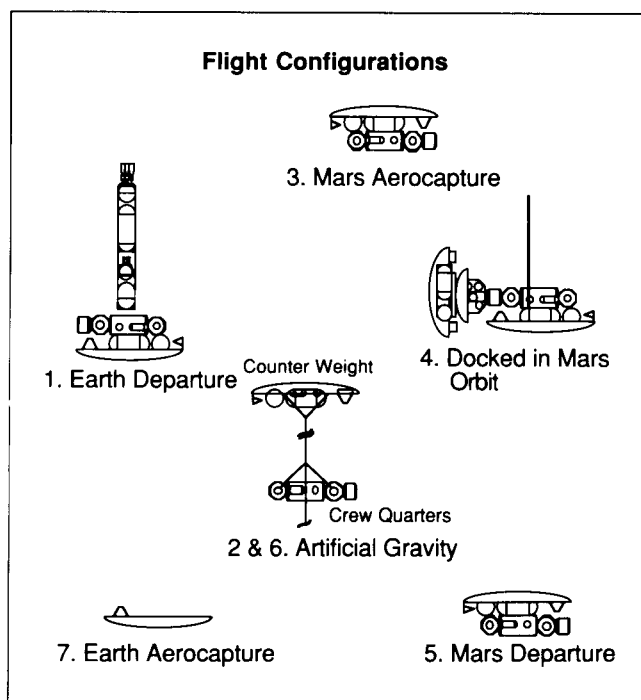 Flight Configurations
3. Mars Aerocapture
4. Docked in Mars
Orbit
1. Earth Departure
Counter Weight
Crew Quarters
2 & 6. Artificial Gravity
7. Earth Aerocapture
5. Mars Departure